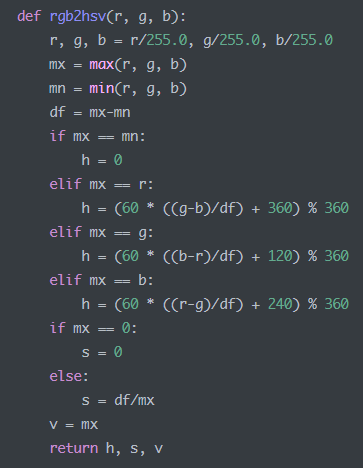 def rgb2hsv(r, g, b):
    r, g, b = r/255.0, g/255.0, b/255.0
    mx = max(r, g, b)
    mn = min(r, g, b)
    df = mx-mn
    if mx == mn:
        h = 0
    elif mx == r:
        h = (60 * ((g-b)/df) + 360) % 360
    elif mx == g:
        h = (60 * ((b-r)/df) + 120) % 360
    elif mx == b:
        h = (60 * ((r-g)/df) + 240) % 360
    if mx == 0:
        s = 0
    else:
        s = df/mx
    v = mx
    return h, s, v